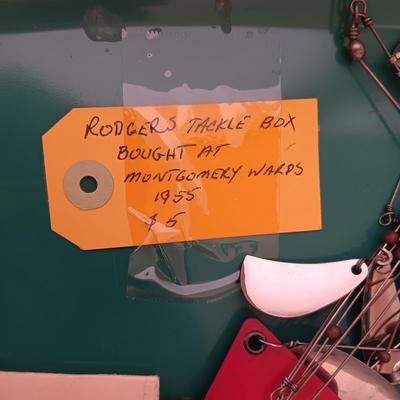 RODGERS TACKLE BOX
BOUGHT AT
MONTGOMERY WARDS
1955
$5